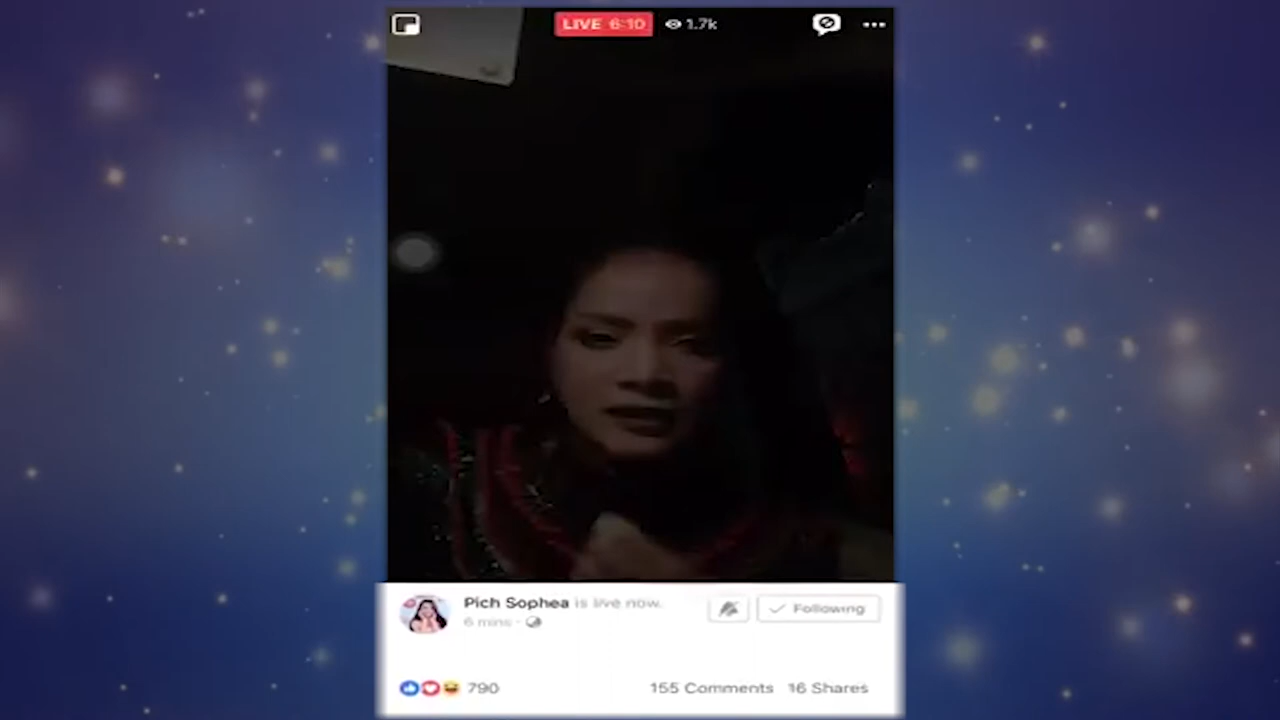 LIVE 6:10 1.7k
Pich Sophea is live now.
6 mins ·
Following
790 155 Comments 16 Shares